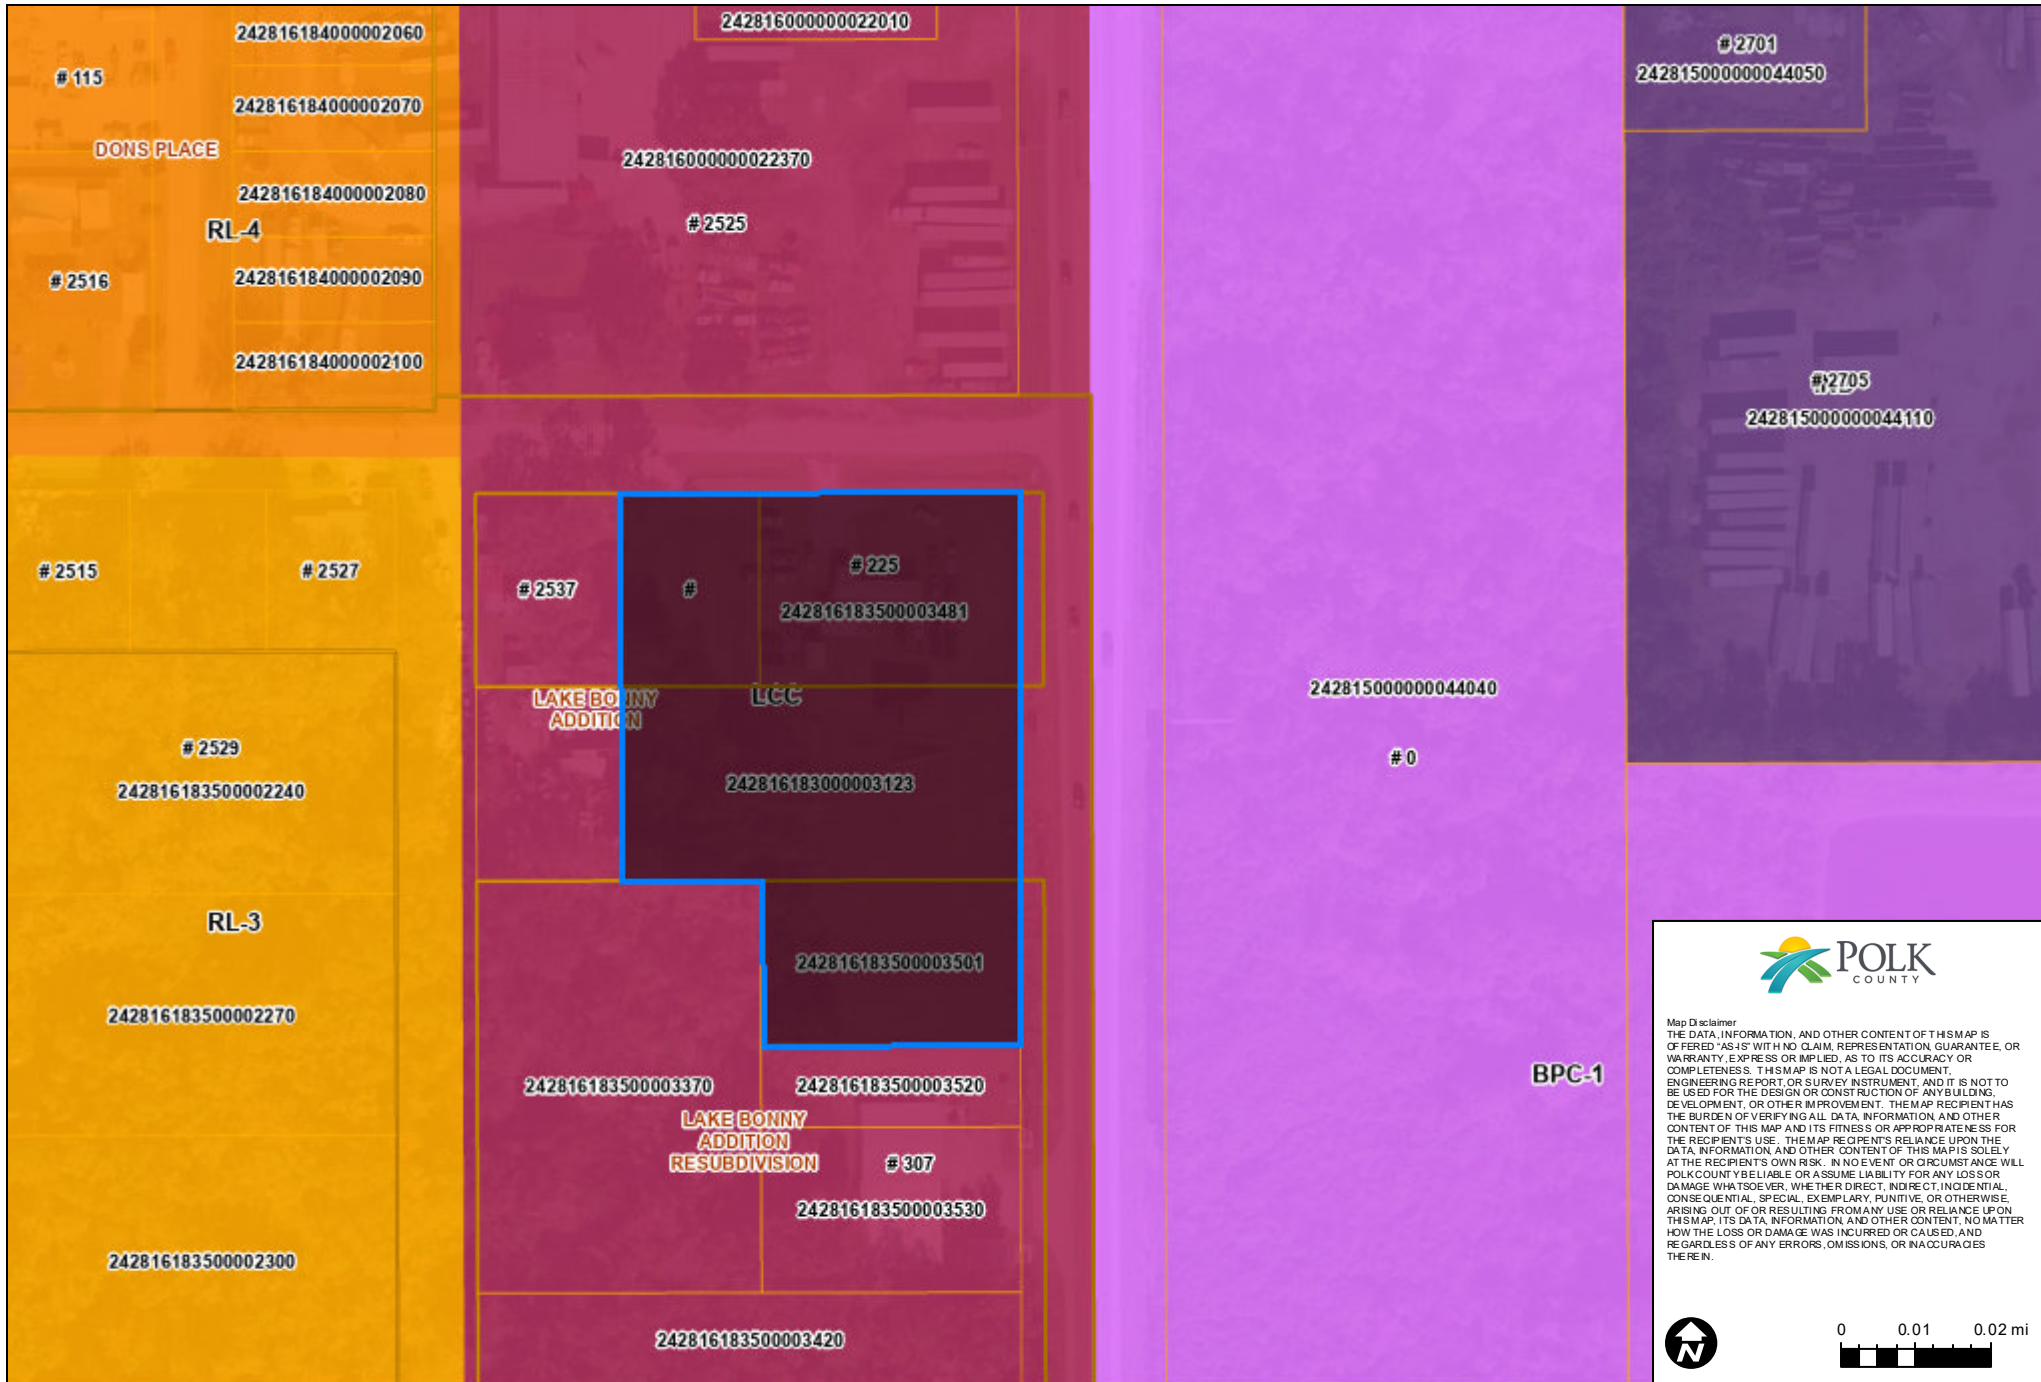 242816184000002060
242816000000022010
# 2701
242815000000044050
# 115
242816184000002070
DONS PLACE
242816000000022370
242816184000002080
# 2525
RL-4
# 2516
242816184000002090
242816184000002100
# 2705
242815000000044110
# 2515
# 2527
# 2537
#
# 225
242816183500003481
LAKE BONNY
ADDITION
LCC
242815000000044040
# 0
# 2529
242816183500002240
242816183000003123
RL-3
242816183500003501
242816183500002270
242816183500003370
242816183500003520
BPC-1
LAKE BONNY
ADDITION
RESUBDIVISION
# 307
242816183500003530
242816183500002300
242816183500003420
POLK
COUNTY
Map Disclaimer
THE DATA, INFORMATION, AND OTHER CONTENT OF THIS MAP IS
OFFERED "AS-IS" WITH NO CLAIM, REPRESENTATION, GUARANTEE, OR
WARRANTY, EXPRESS OR IMPLIED, AS TO ITS ACCURACY OR
COMPLETENESS. THIS MAP IS NOT A LEGAL DOCUMENT,
ENGINEERING REPORT, OR SURVEY INSTRUMENT, AND IT IS NOT TO
BE USED FOR THE DESIGN OR CONSTRUCTION OF ANY BUILDING,
DEVELOPMENT, OR OTHER IMPROVEMENT. THE MAP RECIPIENT HAS
THE BURDEN OF VERIFYING ALL DATA, INFORMATION, AND OTHER
CONTENT OF THIS MAP AND ITS FITNESS OR APPROPRIATENESS FOR
THE RECIPIENT'S USE. THE MAP RECIPENT'S RELIANCE UPON THE
DATA, INFORMATION, AND OTHER CONTENT OF THIS MAP IS SOLELY
AT THE RECIPIENT'S OWN RISK. IN NO EVENT OR CIRCUMSTANCE WILL
POLK COUNTY BE LIABLE OR ASSUME LIABILITY FOR ANY LOSS OR
DAMAGE WHATSOEVER, WHETHER DIRECT, INDIRECT, INCIDENTIAL,
CONSEQUENTIAL, SPECIAL, EXEMPLARY, PUNITIVE, OR OTHERWISE,
ARISING OUT OF OR RESULTING FROM ANY USE OR RELIANCE UPON
THIS MAP, ITS DATA, INFORMATION, AND OTHER CONTENT, NO MATTER
HOW THE LOSS OR DAMAGE WAS INCURRED OR CAUSED, AND
REGARDLESS OF ANY ERRORS, OMISSIONS, OR INACCURACIES
THEREIN.
N
0 0.01 0.02 mi